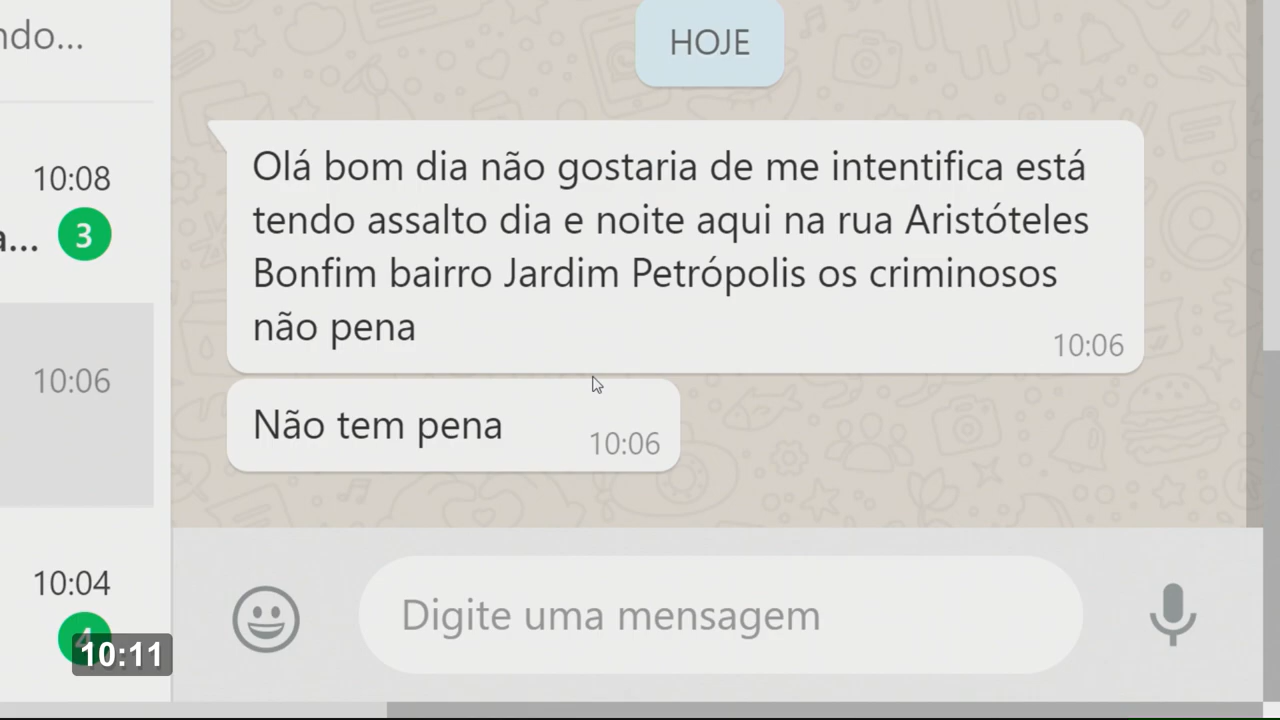 ndo...
HOJE
10:08
a...
3
Olá bom dia não gostaria de me intentifica está
tendo assalto dia e noite aqui na rua Aristóteles
Bonfim bairro Jardim Petrópolis os criminosos
não pena
10:06
10:06
Não tem pena
10:06
10:04
4
10:11
Digite uma mensagem